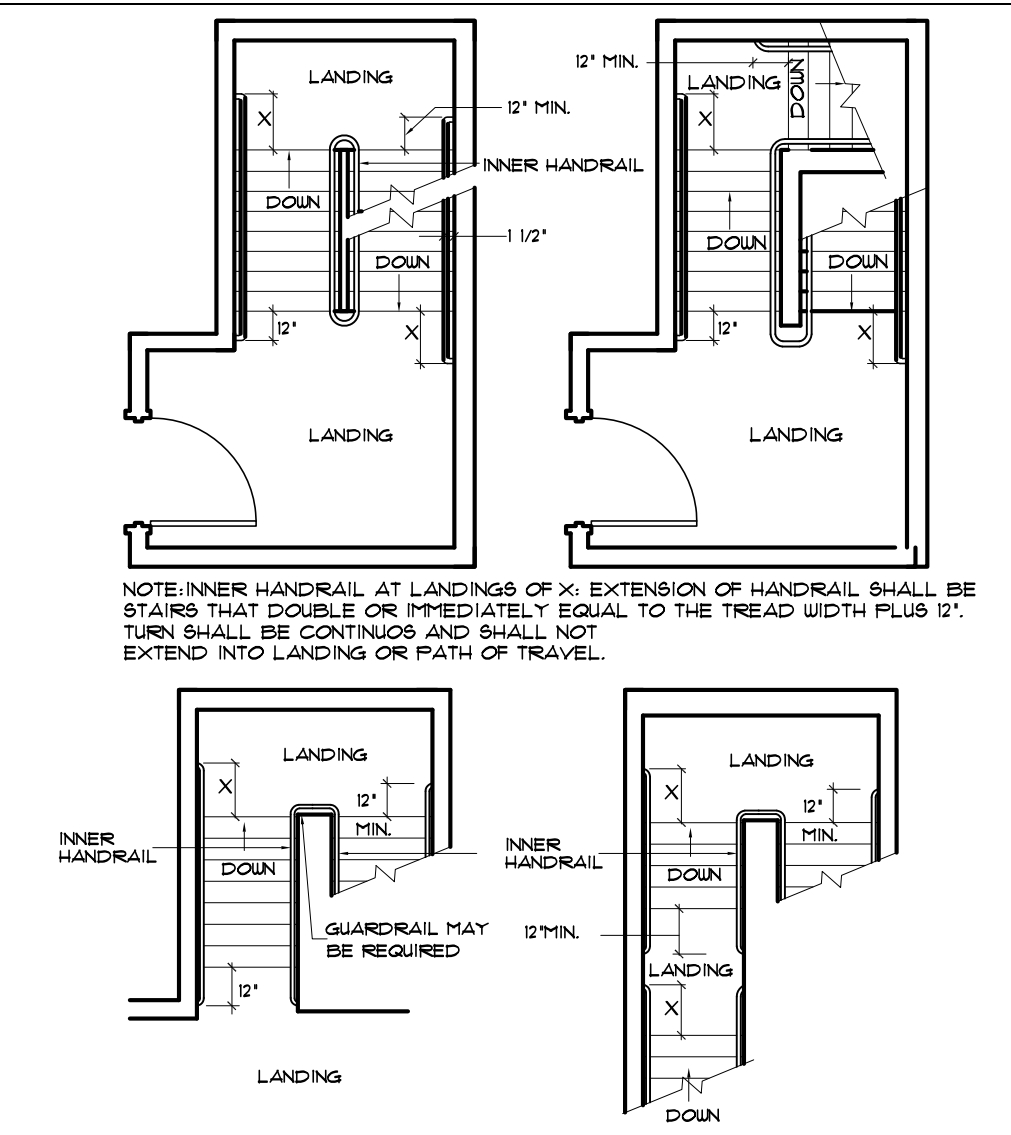 LANDING
X
12" MIN.
INNER HANDRAIL
DOWN
1 1/2"
DOWN
12"
X
LANDING
12" MIN.
LANDING
DOWN
X
DOWN
DOWN
12"
X
LANDING
NOTE:INNER HANDRAIL AT LANDINGS OF X: EXTENSION OF HANDRAIL SHALL BE
STAIRS THAT DOUBLE OR IMMEDIATELY EQUAL TO THE TREAD WIDTH PLUS 12".
TURN SHALL BE CONTINUOS AND SHALL NOT
EXTEND INTO LANDING OR PATH OF TRAVEL.
LANDING
X
12"
MIN.
INNER
HANDRAIL
DOWN
GUARDRAIL MAY
BE REQUIRED
12"
LANDING
LANDING
X
12"
MIN.
INNER
HANDRAIL
DOWN
12"MIN.
LANDING
X
DOWN